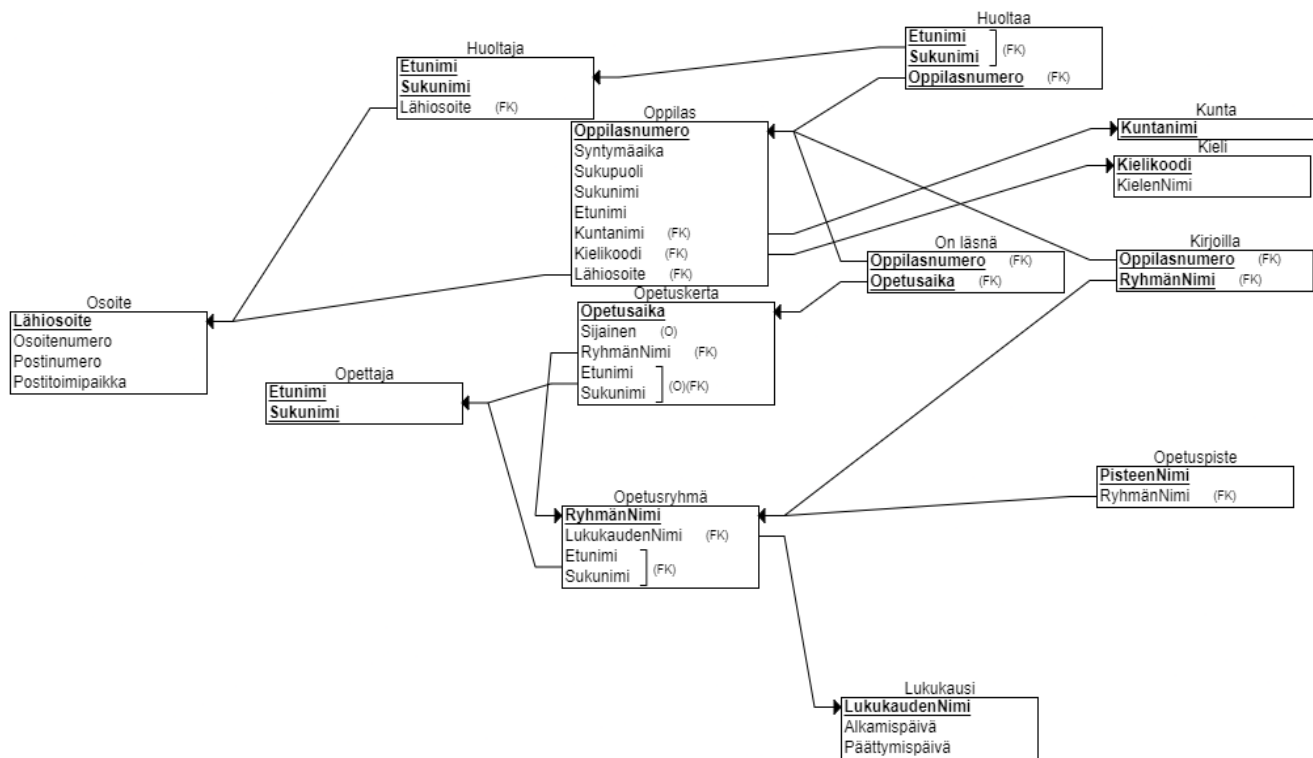 Huoltaa
Etunimi
Sukunimi
(FK)
Oppilasnumero (FK)
Huoltaja
Etunimi
Sukunimi
Lähiosoite (FK)
Oppilas
Oppilasnumero
Syntymäaika
Sukupuoli
Sukunimi
Etunimi
Kuntanimi (FK)
Kielikoodi (FK)
Lähiosoite (FK)
Kunta
Kuntanimi
Kieli
Kielikoodi
KielenNimi
On läsnä
Oppilasnumero (FK)
Opetusaika (FK)
Kirjoilla
Oppilasnumero (FK)
RyhmänNimi (FK)
Osoite
Lähiosoite
Osoitenumero
Postinumero
Postitoimipaikka
Opetuskerta
Opetusaika
Sijainen (O)
RyhmänNimi (FK)
Etunimi
Sukunimi
(O)(FK)
Opettaja
Etunimi
Sukunimi
Opetuspiste
PisteenNimi
RyhmänNimi (FK)
Opetusryhmä
RyhmänNimi
LukukaudenNimi (FK)
Etunimi
Sukunimi
(FK)
Lukukausi
LukukaudenNimi
Alkamispäivä
Päättymispäivä